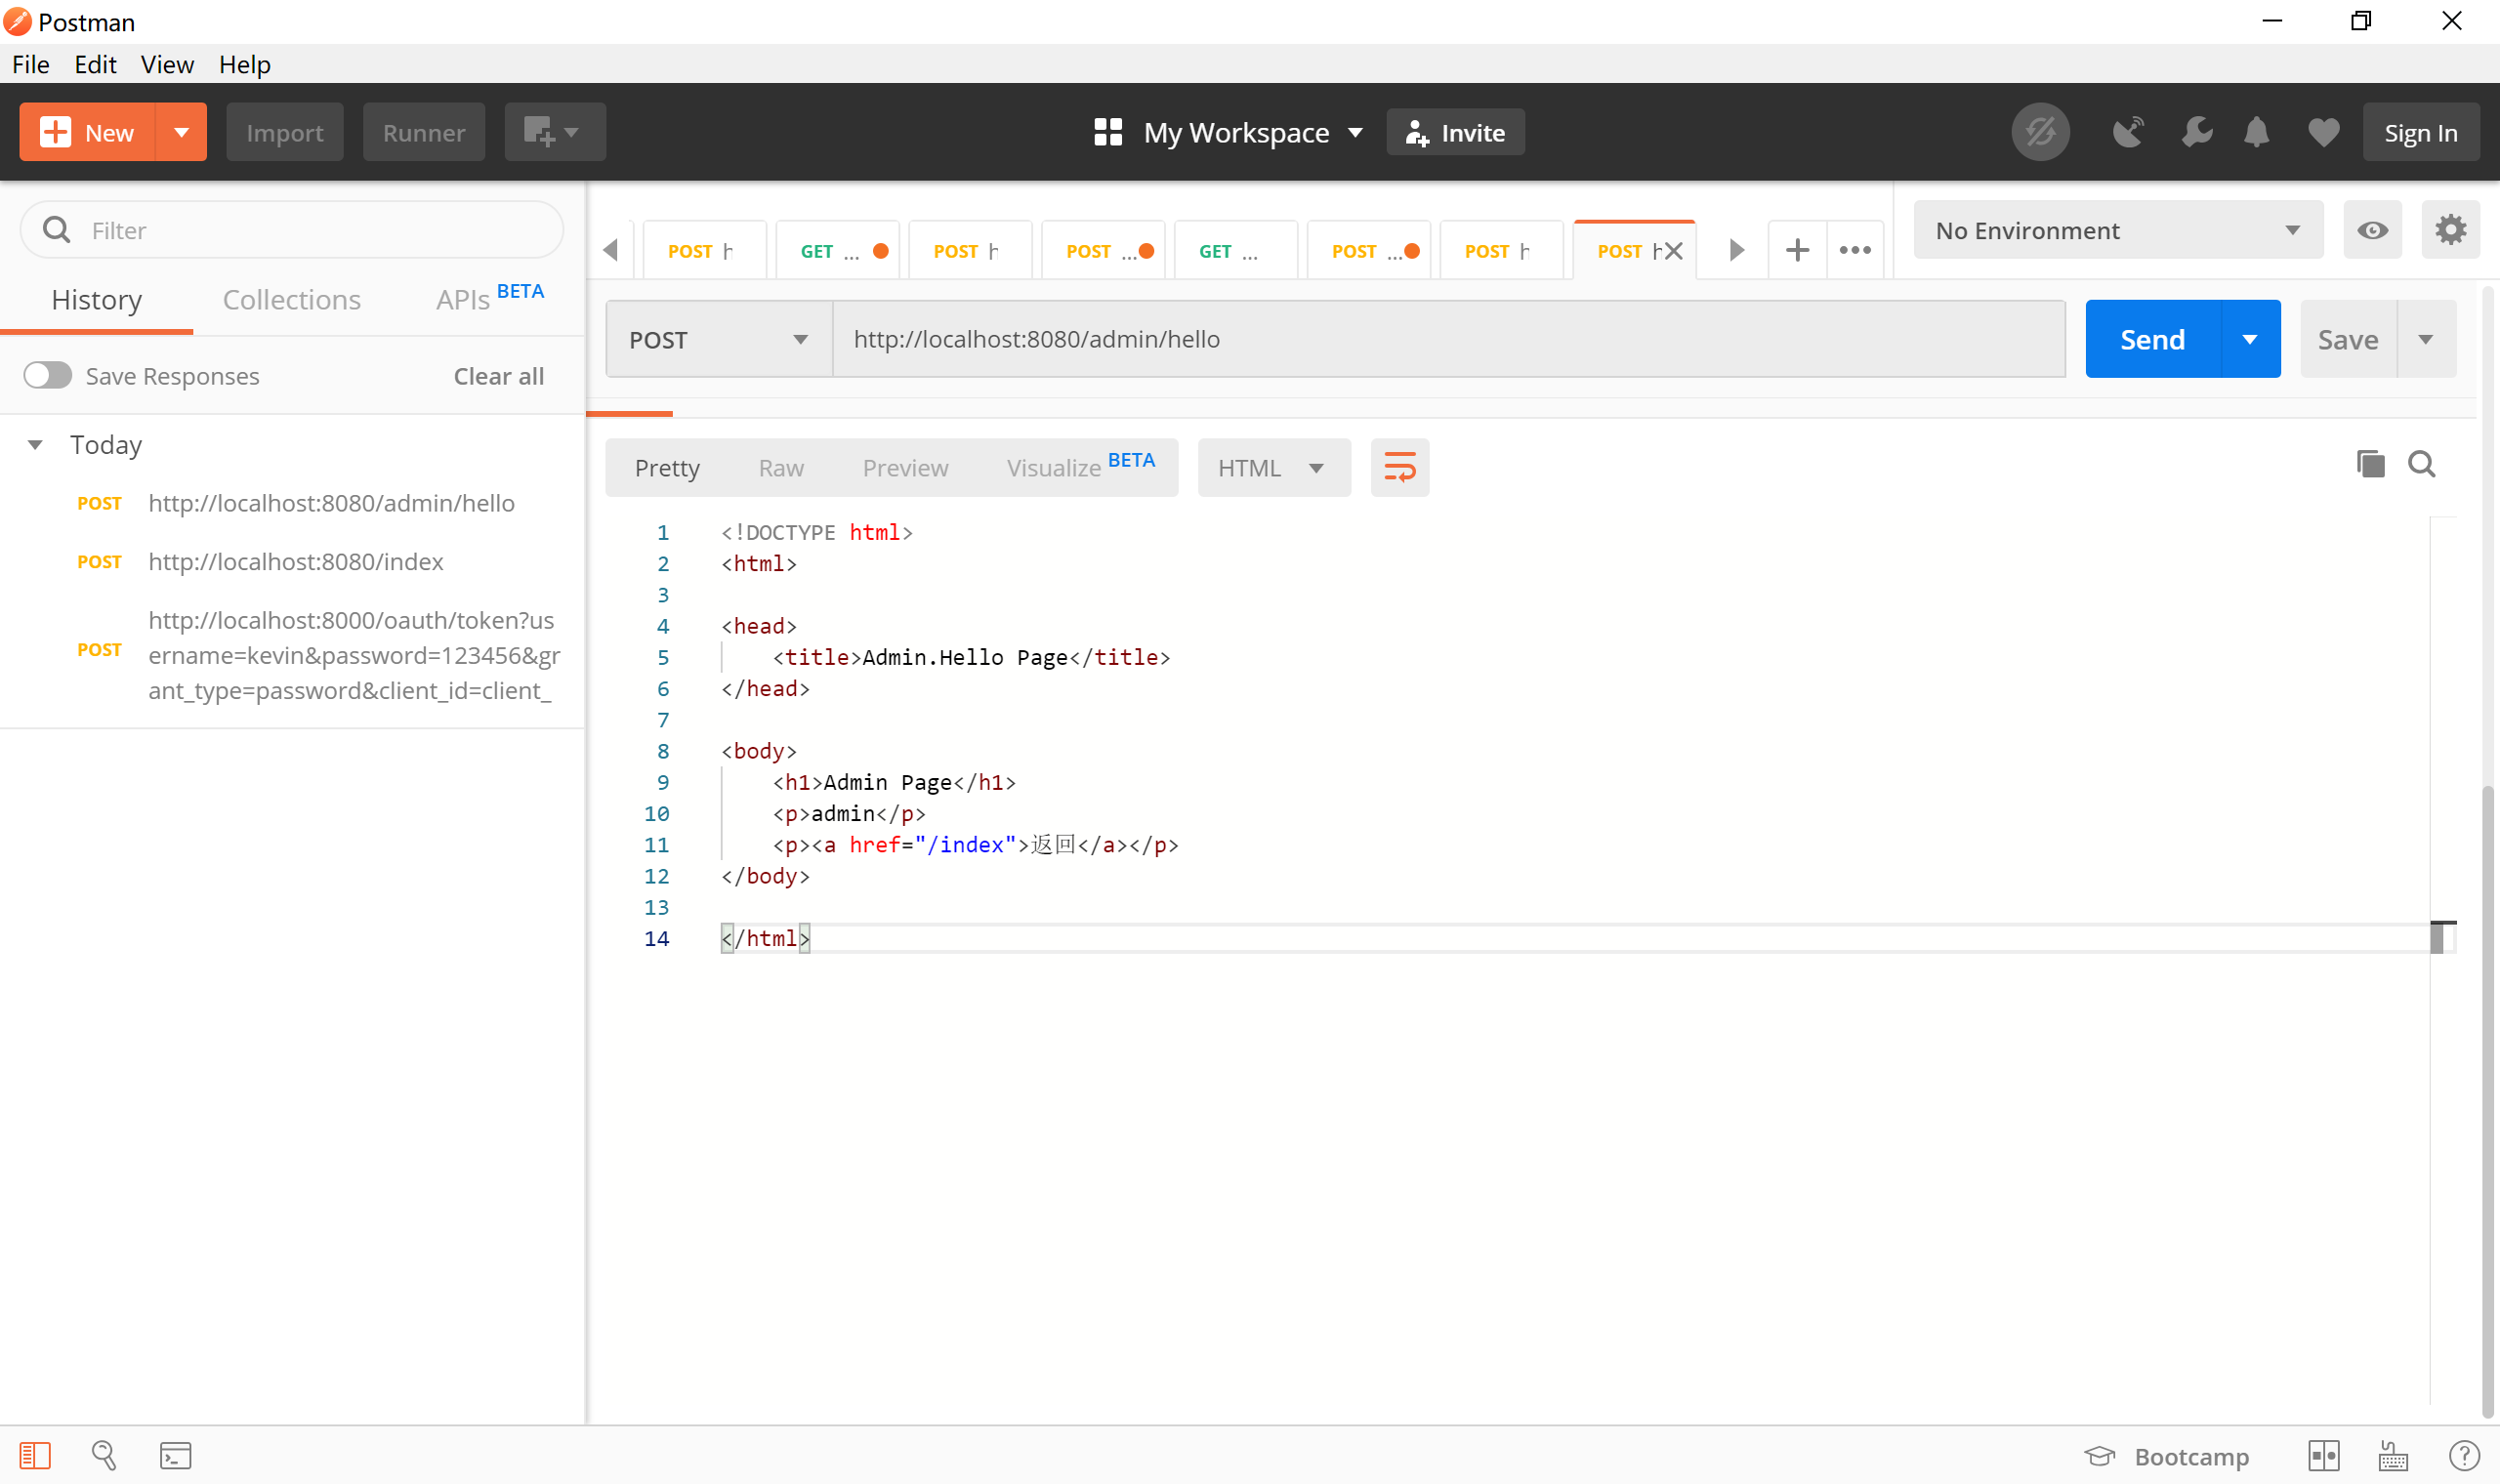 Postman
File Edit View Help
New Import Runner My Workspace Invite Sign In
Filter
History Collections APIs BETA
Save Responses Clear all
Today
POST http://localhost:8080/admin/hello
POST http://localhost:8080/index
POST http://localhost:8000/oauth/token?us
ername=kevin&password=123456&gr
ant_type=password&client_id=client_
POST h GET ... POST h POST ... GET ... POST ... POST h POST h
No Environment
POST http://localhost:8080/admin/hello Send Save
Pretty Raw Preview Visualize BETA HTML
1 <!DOCTYPE html>
2 <html>
3
4 <head>
5 <title>Admin.Hello Page</title>
6 </head>
7
8 <body>
9 <h1>Admin Page</h1>
10 <p>admin</p>
11 <p><a href="/index">返回</a></p>
12 </body>
13
14 </html>
Bootcamp